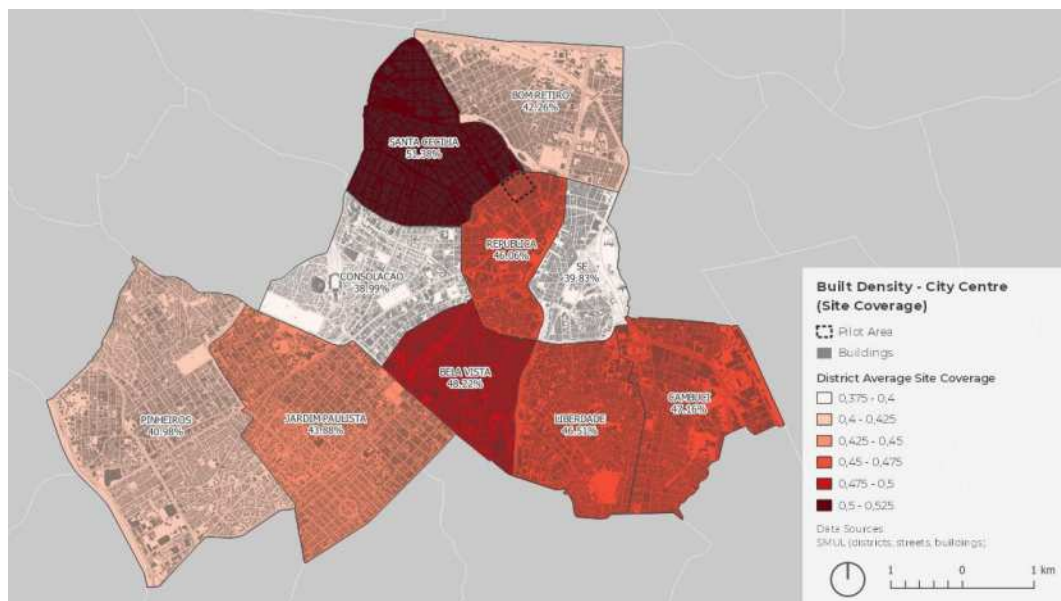 BOM RETIRO
42.26%
SANTA CECILIA
51.38%
REPUBLICA
46.06%
SE
39.83%
CONSOLACAO
38.99%
BELA VISTA
48.22%
PINHEIROS
40.98%
JARDIM PAULISTA
43.88%
LIBERDADE
46.51%
CAMBUCI
47.16%
Built Density - City Centre
(Site Coverage)
Pilot Area
Buildings
District Average Site Coverage
0,375 - 0,4
0,4 - 0,425
0,425 - 0,45
0,45 - 0,475
0,475 - 0,5
0,5 - 0,525
Data Sources
SMUL (districts, streets, buildings)
1 0 1 km